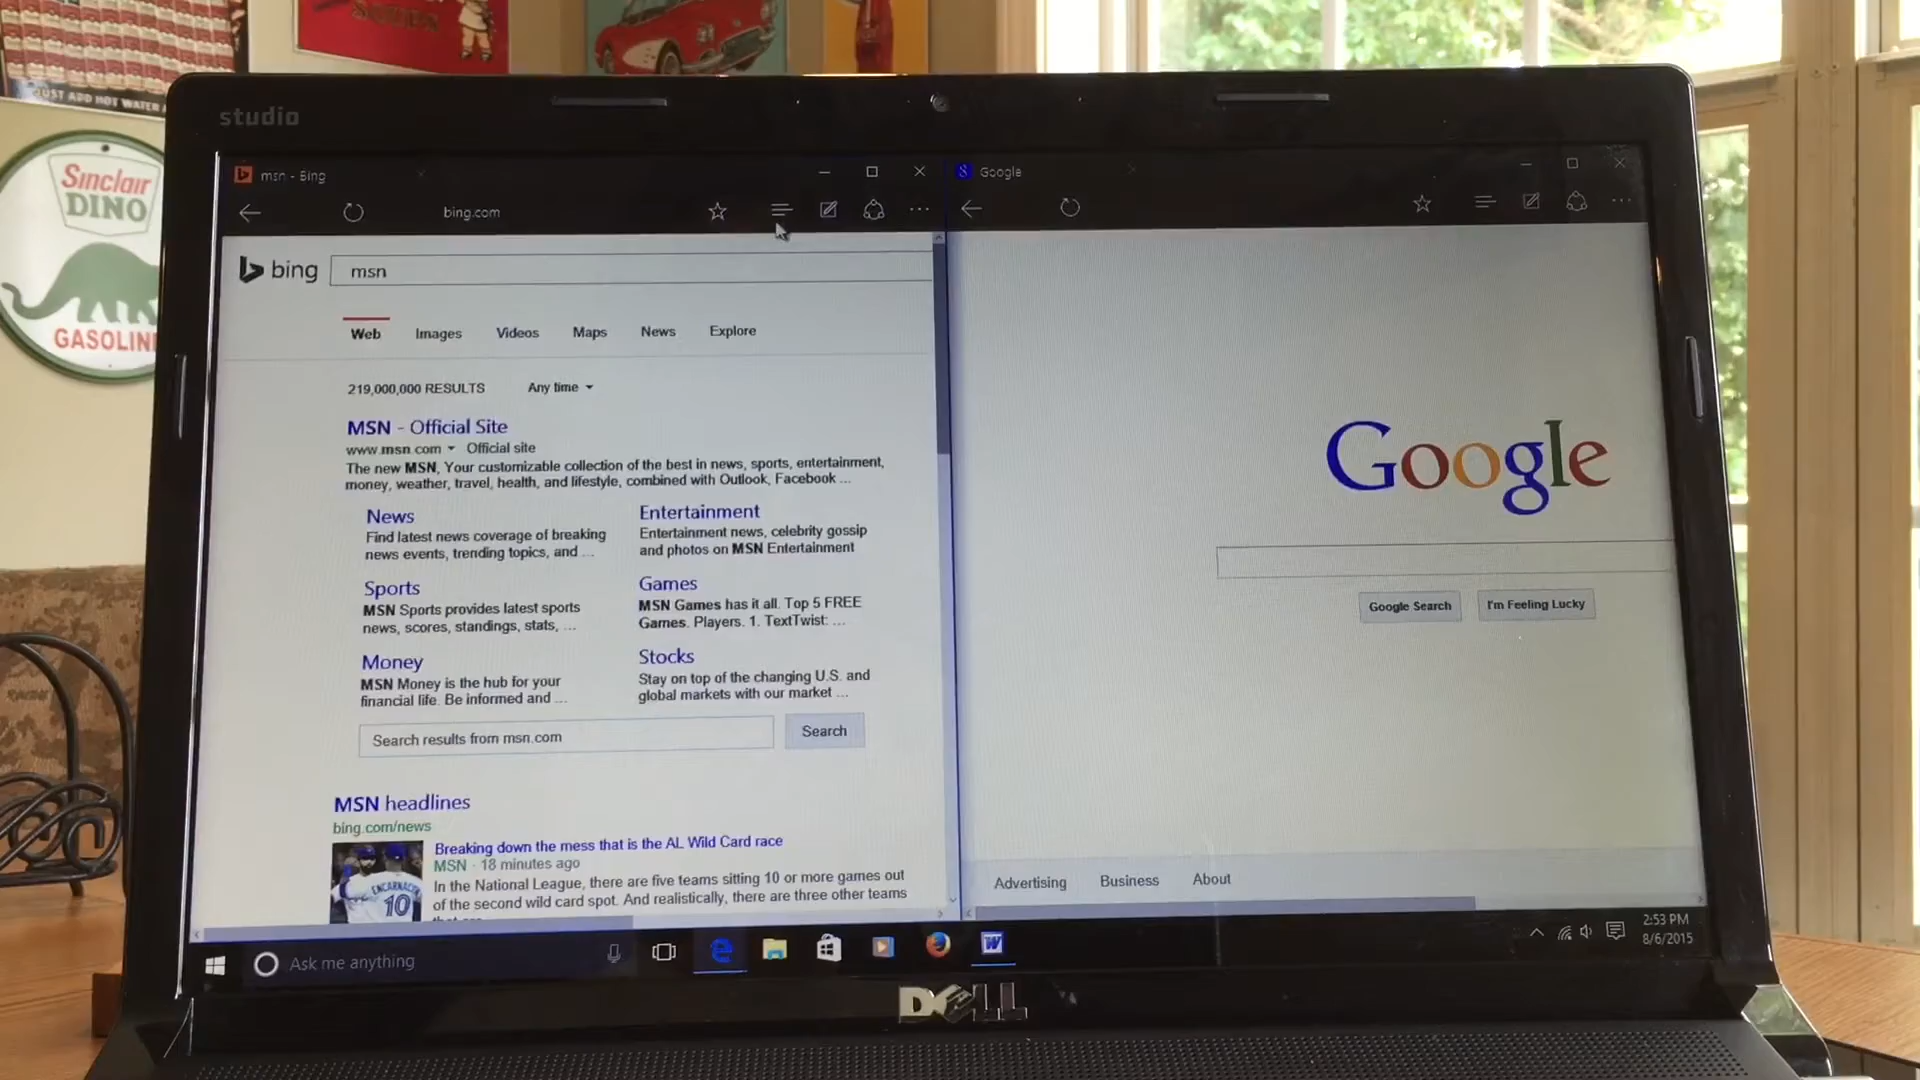 SOUPS
JUST ADD HOT WATER
Sinclair
DINO
GASOLIN
studio
msn - Bing
Google
bing.com
bing
msn
Web Images Videos Maps News Explore
219,000,000 RESULTS Any time
MSN - Official Site
www.msn.com Official site
The new MSN, Your customizable collection of the best in news, sports, entertainment,
money, weather, travel, health, and lifestyle, combined with Outlook, Facebook ...
News
Find latest news coverage of breaking
news events, trending topics, and ...
Entertainment
Entertainment news, celebrity gossip
and photos on MSN Entertainment
Sports
MSN Sports provides latest sports
news, scores, standings, stats, ...
Games
MSN Games has it all. Top 5 FREE
Games. Players. 1. TextTwist: ...
Money
MSN Money is the hub for your
financial life. Be informed and ...
Stocks
Stay on top of the changing U.S. and
global markets with our market ...
Search results from msn.com
Search
MSN headlines
bing.com/news
Breaking down the mess that is the AL Wild Card race
MSN · 18 minutes ago
In the National League, there are five teams sitting 10 or more games out
of the second wild card spot. And realistically, there are three other teams
ENCARNACION
10
Google
Google Search
I'm Feeling Lucky
Advertising Business About
Ask me anything
2:53 PM
8/6/2015
DELL